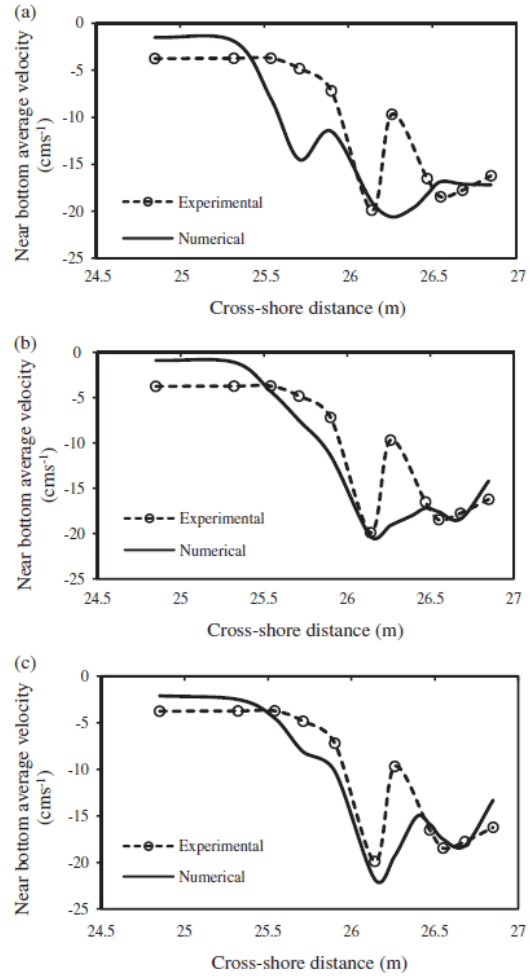 (a)
0
-5
-10
-15
-20
-25
Near bottom average velocity
(cms-1)
Experimental
Numerical
24.5 25 25.5 26 26.5 27
Cross-shore distance (m)
(b)
0
-5
-10
-15
-20
-25
Near bottom average velocity
(cms-1)
Experimental
Numerical
24.5 25 25.5 26 26.5 27
Cross-shore distance (m)
(c)
0
-5
-10
-15
-20
-25
Near bottom average velocity
(cms-1)
Experimental
Numerical
24.5 25 25.5 26 26.5 27
Cross-shore distance (m)